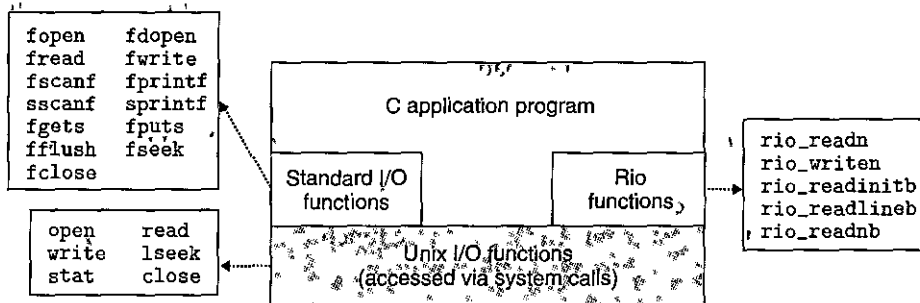 fopen fdopen
fread fwrite
fscanf fprintf
sscanf sprintf
fgets fputs
fflush fseek
fclose
C application program
Standard I/O
functions
Rio
functions
rio_readn
rio_writen
rio_readinitb
rio_readlineb
rio_readnb
open read
write lseek
stat close
Unix I/O functions
(accessed via system calls)